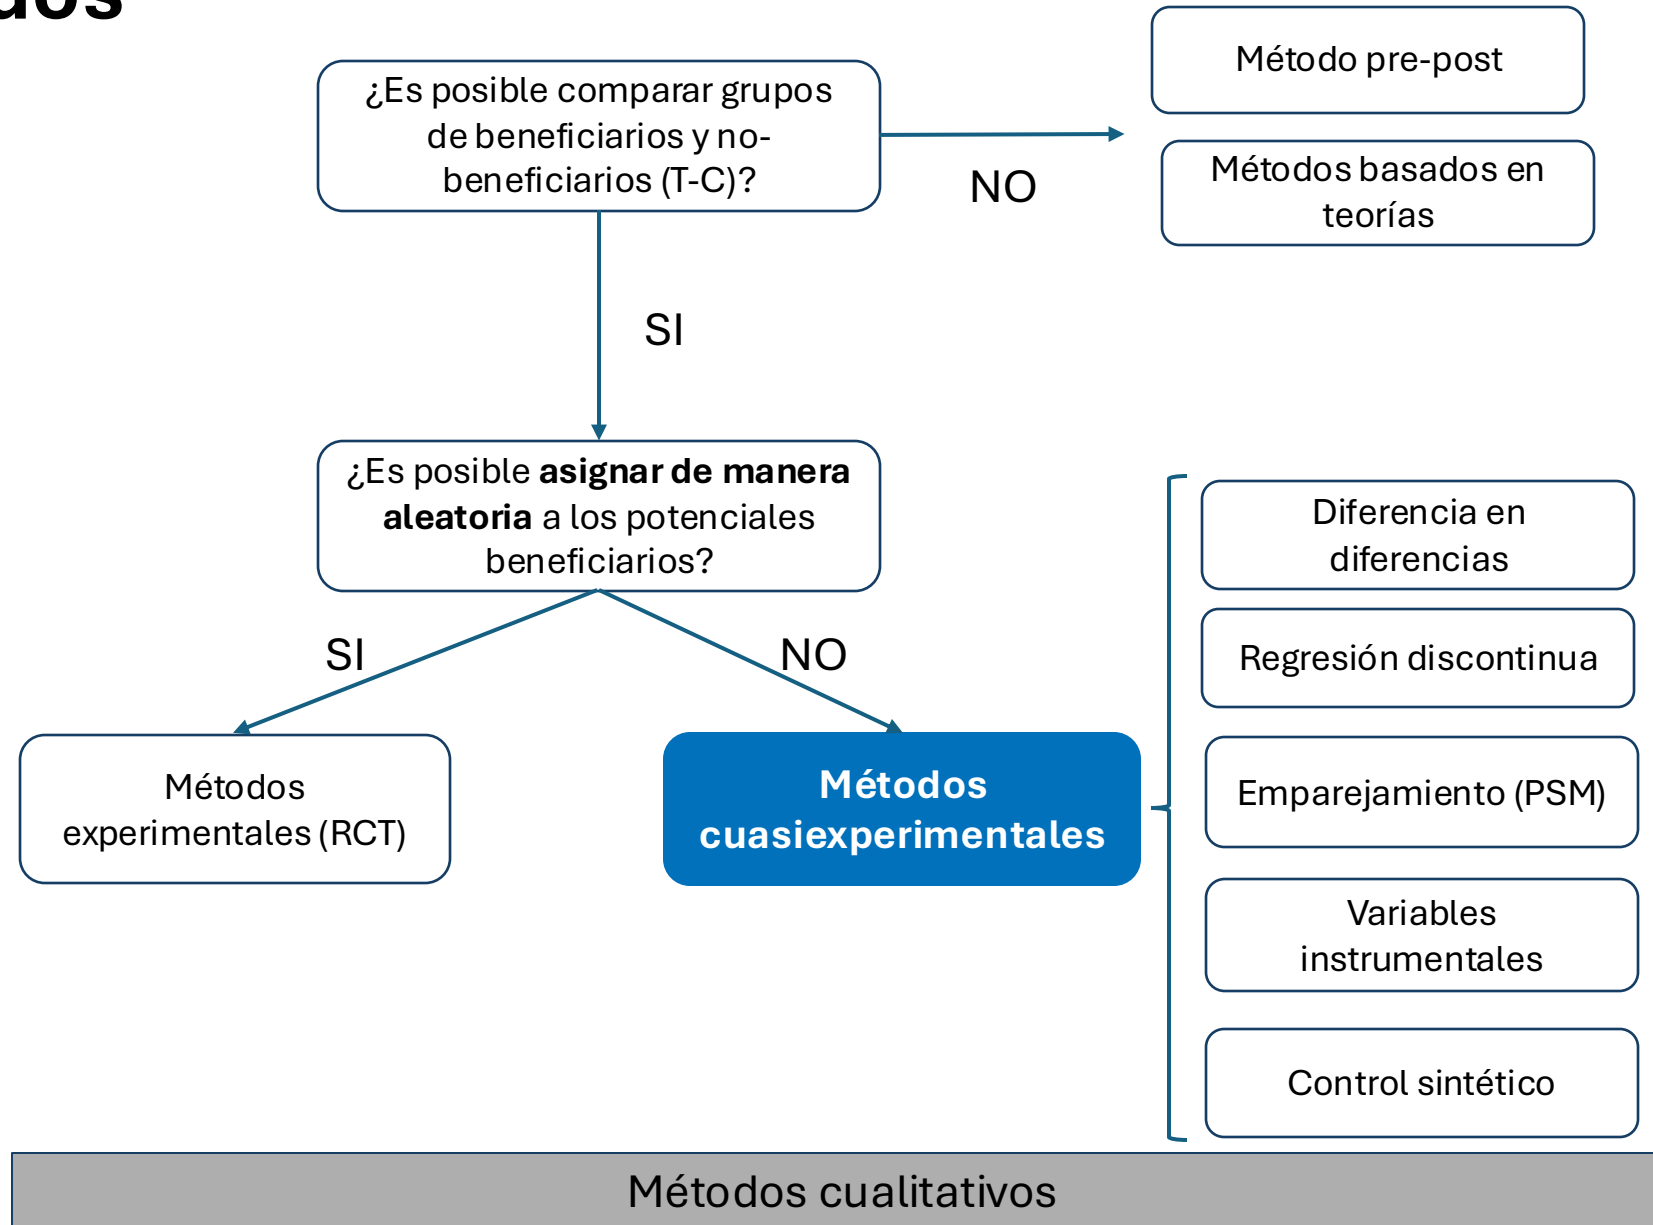 ¿Es posible comparar grupos
de beneficiarios y no-
beneficiarios (T-C)?
NO
Método pre-post
Métodos basados en
teorías
SI
¿Es posible asignar de manera
aleatoria a los potenciales
beneficiarios?
SI
NO
Métodos
experimentales (RCT)
Métodos
cuasiexperimentales
Diferencia en
diferencias
Regresión discontinua
Emparejamiento (PSM)
Variables
instrumentales
Control sintético
Métodos cualitativos